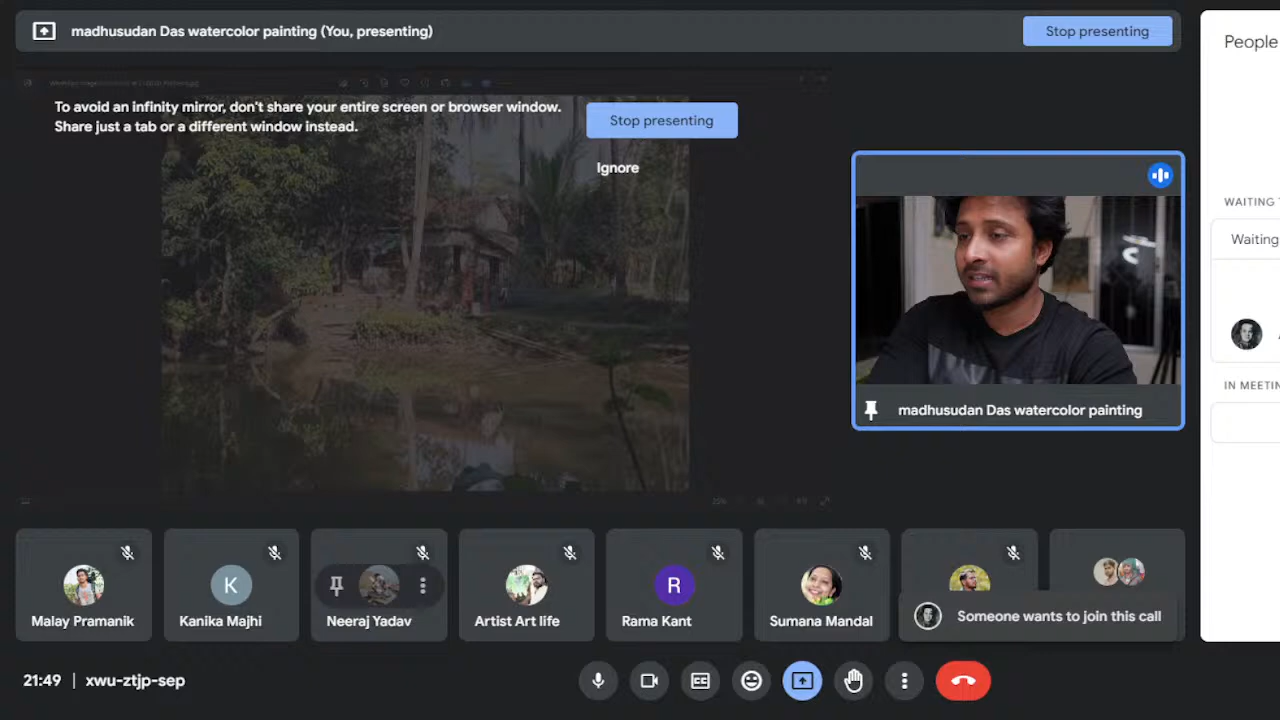 madhusudan Das watercolor painting (You, presenting)
Stop presenting
People
To avoid an infinity mirror, don't share your entire screen or browser window.
Share just a tab or a different window instead.
Stop presenting
Ignore
WAITING
Waiting
madhusudan Das watercolor painting
IN MEETIN
Malay Pramanik
K
Kanika Majhi
Neeraj Yadav
Artist Art life
R
Rama Kant
Sumana Mandal
Someone wants to join this call
21:49 | xwu-ztjp-sep